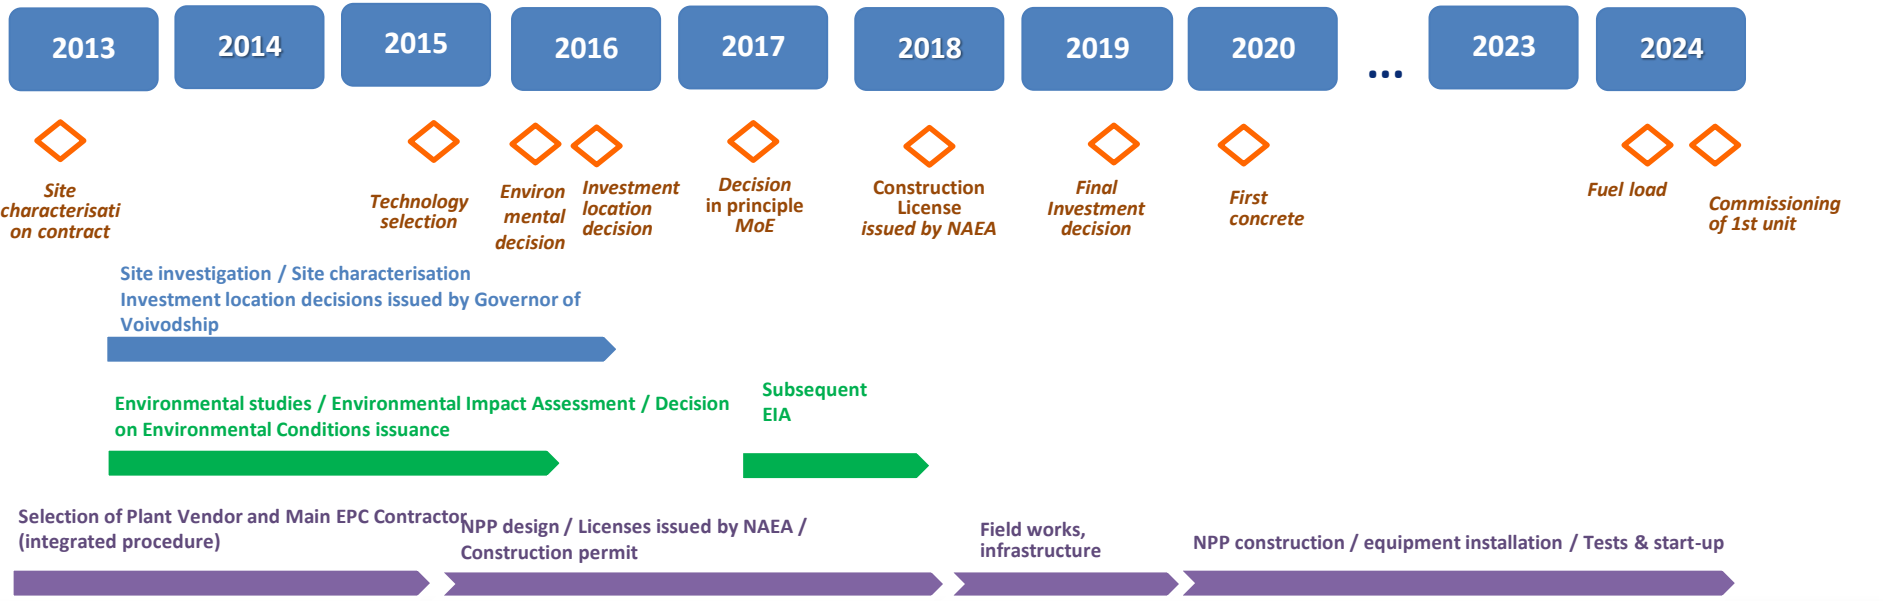 2013
2014
2015
2016
2017
2018
2019
2020
...
2023
2024
Site
characterisati
on contract
Technology
selection
Environ
mental
decision
Investment
location
decision
Decision
in principle
MoE
Construction
License
issued by NAEA
Final
Investment
decision
First
concrete
Fuel load
Commissioning
of 1st unit
Site investigation / Site characterisation
Investment location decisions issued by Governor of
Voivodship
Environmental studies / Environmental Impact Assessment / Decision
on Environmental Conditions issuance
Subsequent
EIA
Selection of Plant Vendor and Main EPC Contractor
(integrated procedure)
NPP design / Licenses issued by NAEA /
Construction permit
Field works,
infrastructure
NPP construction / equipment installation / Tests & start-up